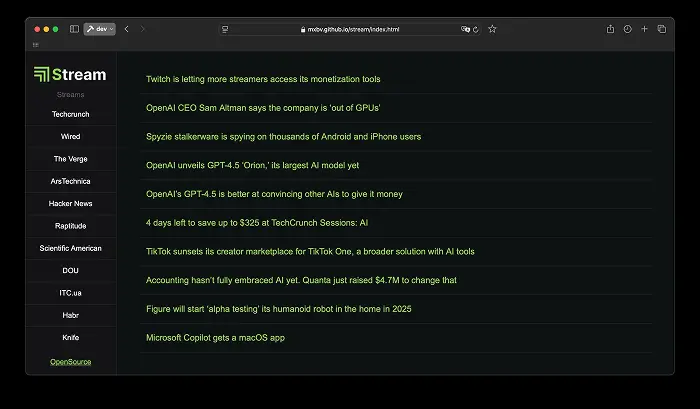 dev
mxbv.github.io/stream/index.html
Stream
Streams
Techcrunch
Wired
The Verge
ArsTechnica
Hacker News
Raptitude
Scientific American
DOU
ITC.ua
Habr
Knife
OpenSource
Twitch is letting more streamers access its monetization tools
OpenAI CEO Sam Altman says the company is ‘out of GPUs’
Spyzie stalkerware is spying on thousands of Android and iPhone users
OpenAI unveils GPT-4.5 ‘Orion,’ its largest AI model yet
OpenAI’s GPT-4.5 is better at convincing other AIs to give it money
4 days left to save up to $325 at TechCrunch Sessions: AI
TikTok sunsets its creator marketplace for TikTok One, a broader solution with AI tools
Accounting hasn’t fully embraced AI yet. Quanta just raised $4.7M to change that
Figure will start ‘alpha testing’ its humanoid robot in the home in 2025
Microsoft Copilot gets a macOS app